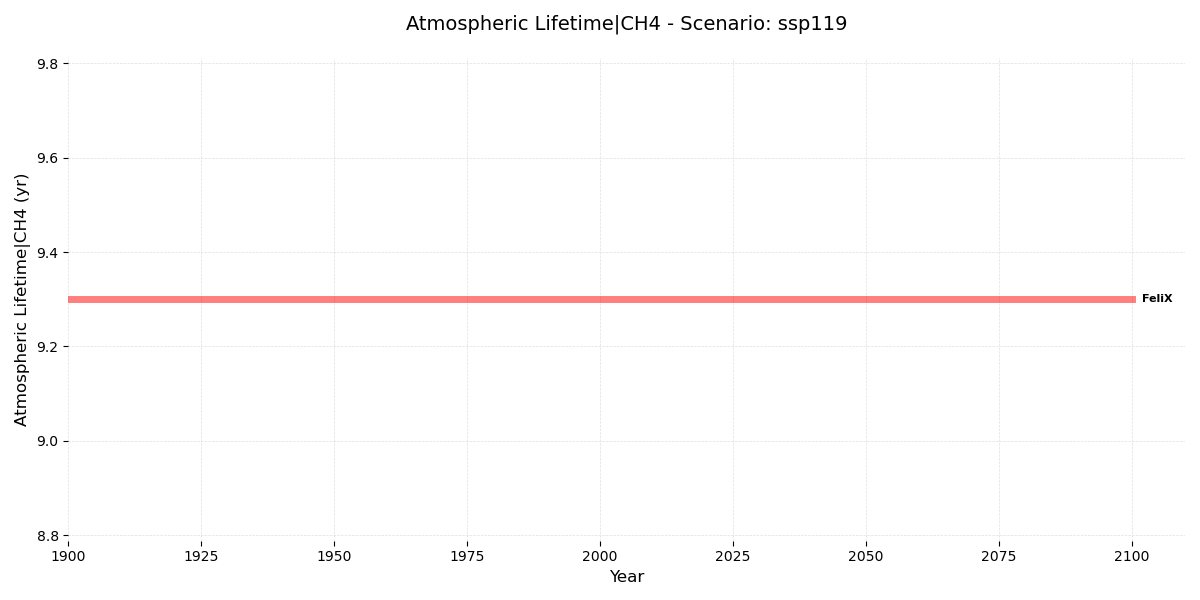 Atmospheric Lifetime|CH4 - Scenario: ssp119
Atmospheric Lifetime|CH4 (yr)
9.8
9.6
9.4
9.2
9.0
8.8
FeliX
1900 1925 1950 1975 2000 2025 2050 2075 2100
Year